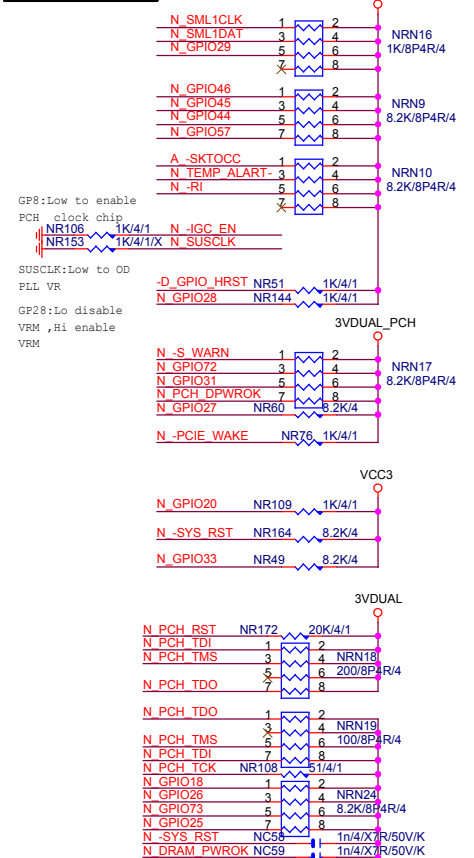 N_SML1CLK 1 2
N_SML1DAT 3 4 NRN16
N_GPIO29 5 6 1K/8P4R/4
7 8
N_GPIO46 1 2
N_GPIO45 3 4 NRN9
N_GPIO44 5 6 8.2K/8P4R/4
N_GPIO57 7 8
A_-SKTOCC 1 2
N_TEMP_ALART- 3 4 NRN10
N_-RI 5 6 8.2K/8P4R/4
7 8
GP8:Low to enable
PCH clock chip
NR106 1K/4/1 N_-IGC_EN
NR153 1K/4/1/X N_SUSCLK
SUSCLK:Low to OD
PLL VR
-D_GPIO_HRST NR51 1K/4/1
N_GPIO28 NR144 1K/4/1
GP28:Lo disable
VRM ,Hi enable
VRM
3VDUAL_PCH
N_-S_WARN 1 2
N_GPIO72 3 4 NRN17
N_GPIO31 5 6 8.2K/8P4R/4
N_PCH_DPWROK 7 8
N_GPIO27 NR60 8.2K/4
N_-PCIE_WAKE NR76 1K/4/1
VCC3
N_GPIO20 NR109 1K/4/1
N_-SYS_RST NR164 8.2K/4
N_GPIO33 NR49 8.2K/4
3VDUAL
N_PCH_RST NR172 20K/4/1
N_PCH_TDI 1 2
N_PCH_TMS 3 4 NRN18
5 6 200/8P4R/4
N_PCH_TDO 7 8
N_PCH_TDO 1 2
3 4 NRN19
N_PCH_TMS 5 6 100/8P4R/4
N_PCH_TDI 7 8
N_PCH_TCK NR108 51/4/1
N_GPIO18 1 2
N_GPIO26 3 4 NRN24
N_GPIO73 5 6 8.2K/8P4R/4
N_GPIO25 7 8
N_-SYS_RST NC58 1n/4/X7R/50V/K
N_DRAM_PWROK NC59 1n/4/X7R/50V/K